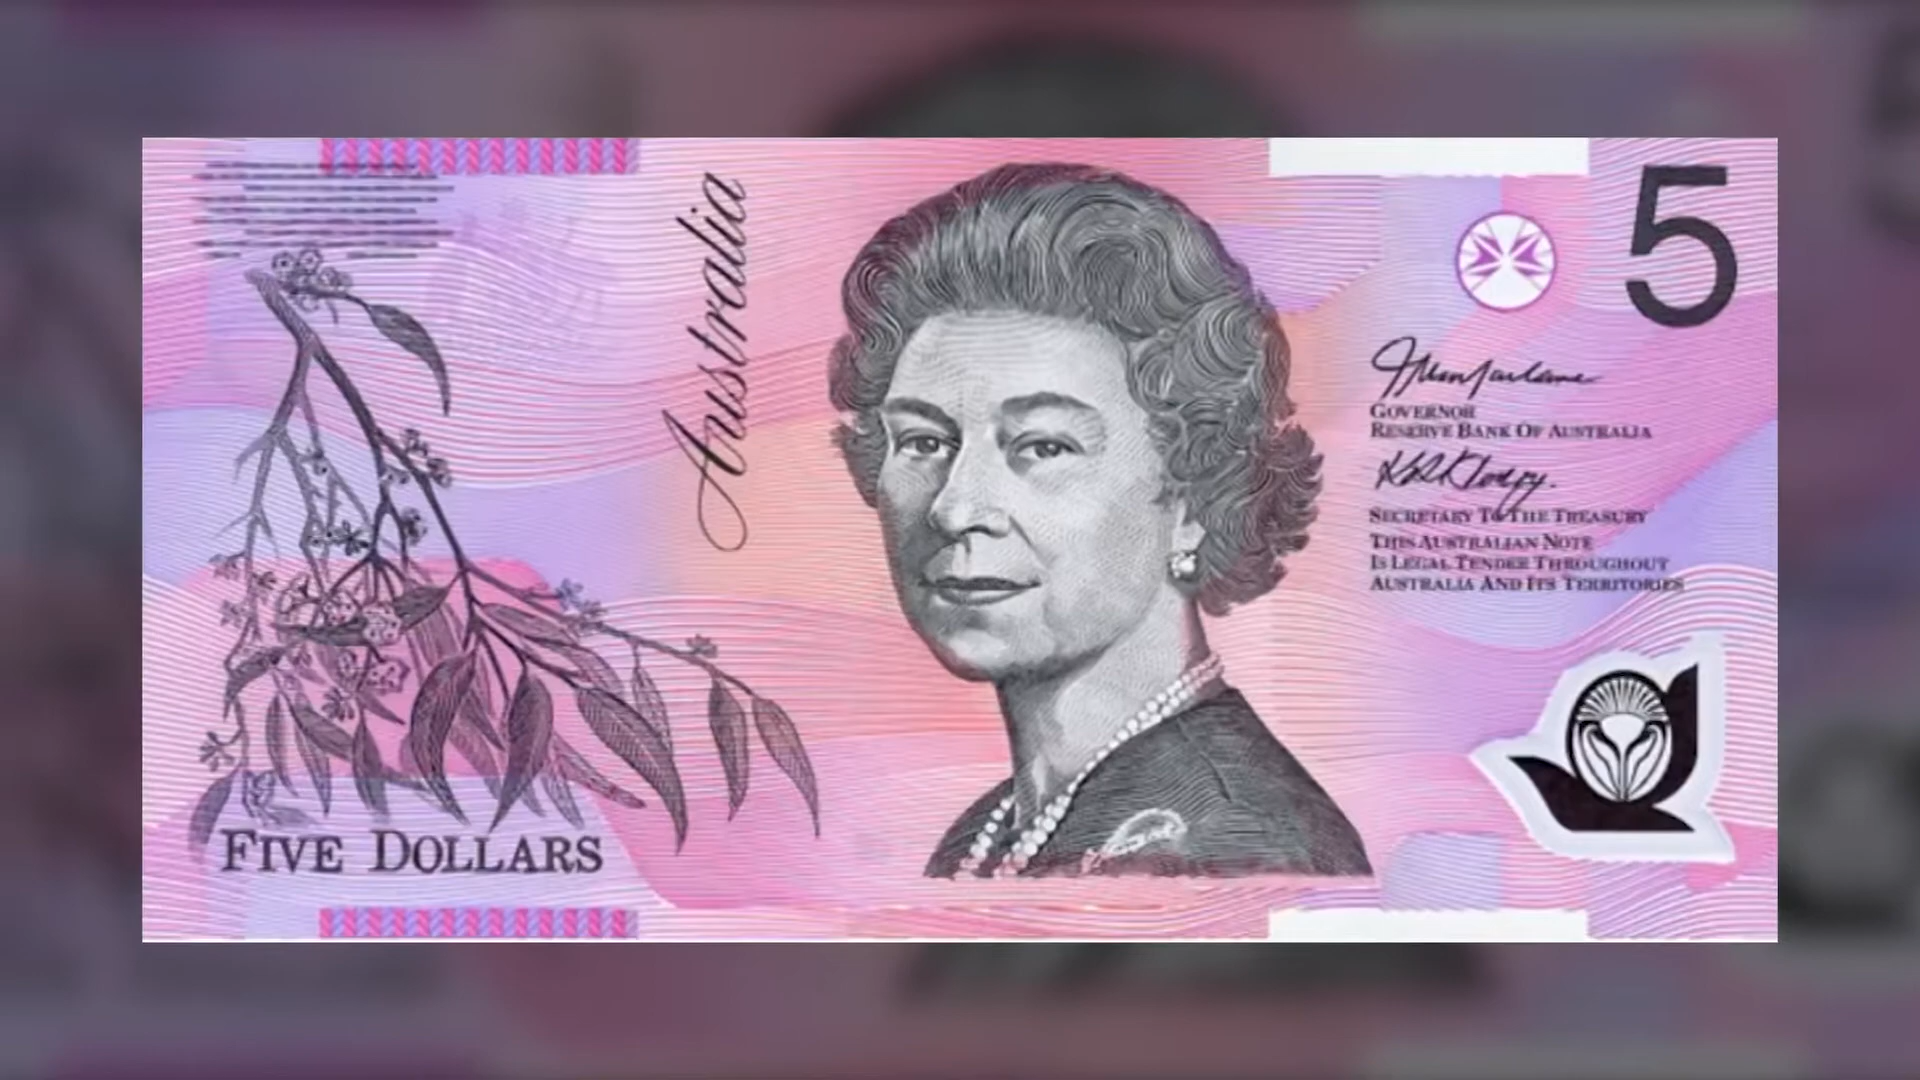 Australia
5
GOVERNOR
RESERVE BANK OF AUSTRALIA
SECRETARY TO THE TREASURY
THIS AUSTRALIAN NOTE
IS LEGAL TENDER THROUGHOUT
AUSTRALIA AND ITS TERRITORIES
FIVE DOLLARS